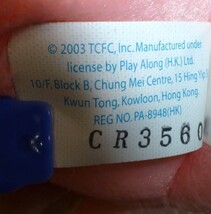 © 2003 TCFC, Inc. Manufactured under
license by Play Along (H.K.) Ltd.
10/F, Block B, Chung Mei Centre, 15 Hing Yip
Kwun Tong, Kowloon, Hong Kong.
REG NO. PA-8948(HK)
CR3560